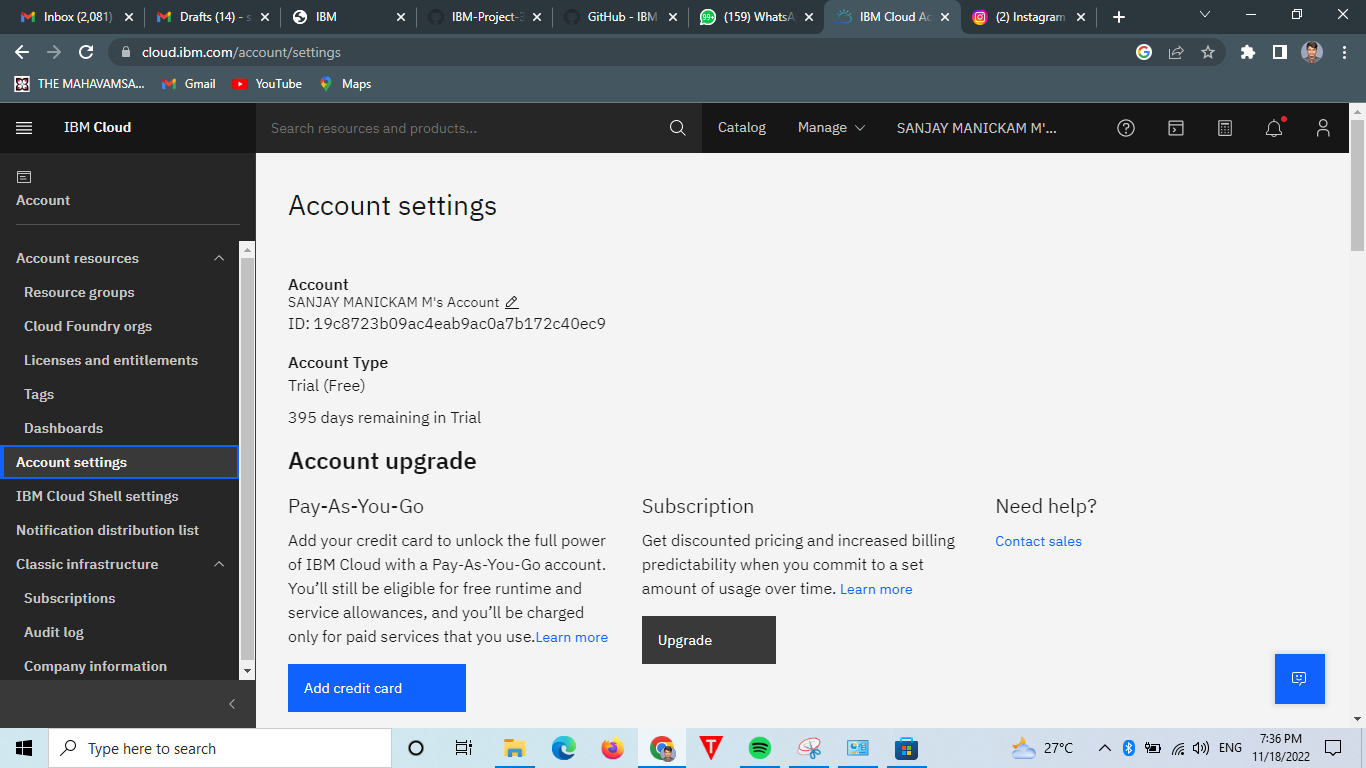 Inbox (2,081)
Drafts (14) - s
IBM
IBM-Project-3
GitHub - IBM-
(159) WhatsA
IBM Cloud Ac
(2) Instagram
cloud.ibm.com/account/settings
THE MAHAVAMSA...
Gmail
YouTube
Maps
IBM Cloud
Search resources and products...
Catalog
Manage
SANJAY MANICKAM M'...
Account
Account resources
Resource groups
Cloud Foundry orgs
Licenses and entitlements
Tags
Dashboards
Account settings
IBM Cloud Shell settings
Notification distribution list
Classic infrastructure
Subscriptions
Audit log
Company information
Account settings
Account
SANJAY MANICKAM M's Account
ID: 19c8723b09ac4eab9ac0a7b172c40ec9
Account Type
Trial (Free)
395 days remaining in Trial
Account upgrade
Pay-As-You-Go
Add your credit card to unlock the full power
of IBM Cloud with a Pay-As-You-Go account.
You’ll still be eligible for free runtime and
service allowances, and you’ll be charged
only for paid services that you use.Learn more
Add credit card
Subscription
Get discounted pricing and increased billing
predictability when you commit to a set
amount of usage over time. Learn more
Upgrade
Need help?
Contact sales
Type here to search
27°C
ENG
7:36 PM
11/18/2022